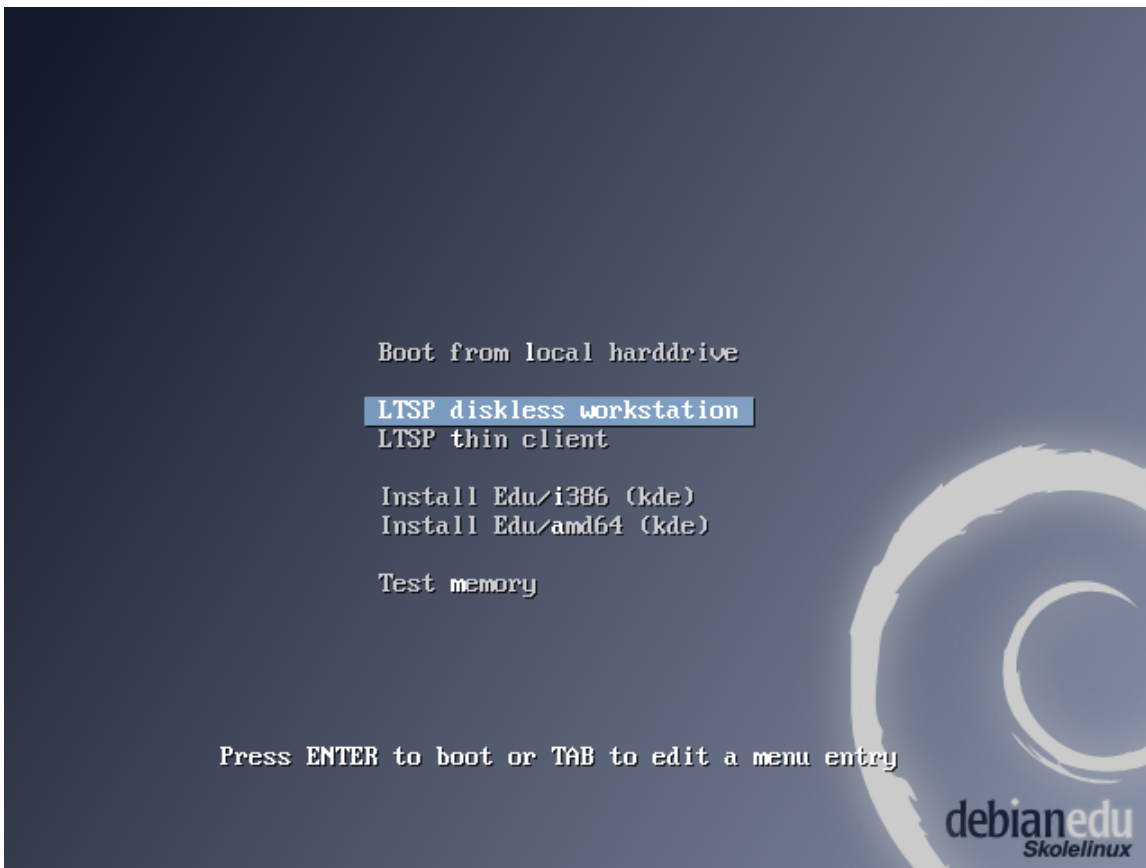 Boot from local harddrive
LTSP diskless workstation
LTSP thin client
Install Edu/i386 (kde)
Install Edu/amd64 (kde)
Test memory
Press ENTER to boot or TAB to edit a menu entry
debianedu
Skolelinux